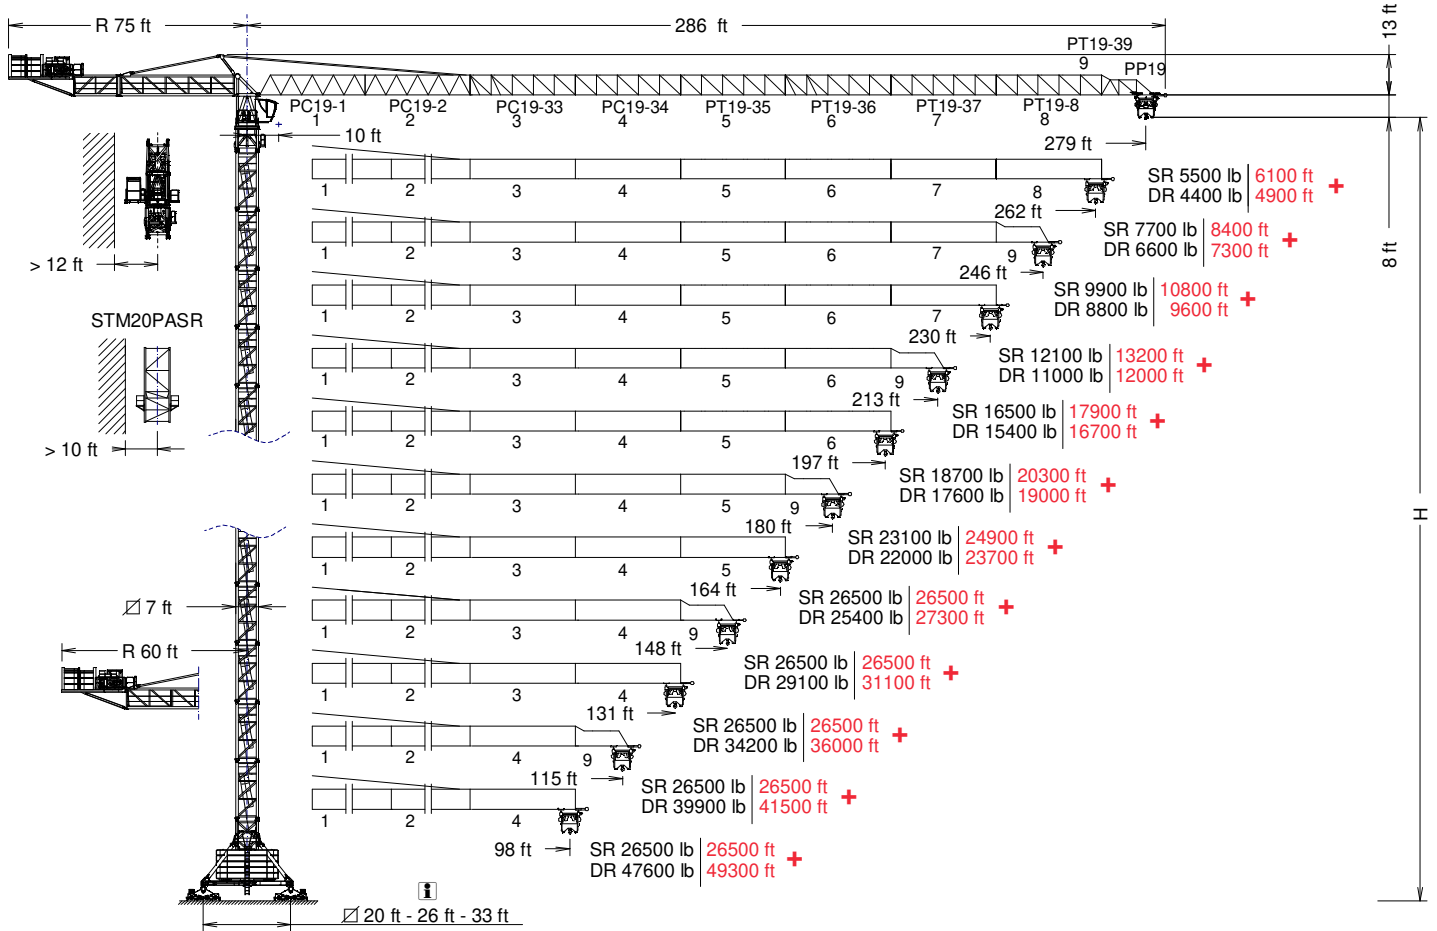 R 75 ft
286 ft
13 ft
PT19-39
9
PP19
PC19-1 PC19-2 PC19-33 PC19-34 PT19-35 PT19-36 PT19-37 PT19-8
1 2 3 4 5 6 7 8
10 ft
279 ft
8 ft
1 2 3 4 5 6 7 8
SR 5500 lb 6100 ft +
DR 4400 lb 4900 ft
262 ft
1 2 3 4 5 6 7 9
SR 7700 lb 8400 ft +
DR 6600 lb 7300 ft
> 12 ft
246 ft
1 2 3 4 5 6 7
SR 9900 lb 10800 ft +
DR 8800 lb 9600 ft
STM20PASR
230 ft
1 2 3 4 5 6 9
SR 12100 lb 13200 ft +
DR 11000 lb 12000 ft
213 ft
1 2 3 4 5 6
SR 16500 lb 17900 ft +
DR 15400 lb 16700 ft
> 10 ft
197 ft
1 2 3 4 5 9
SR 18700 lb 20300 ft +
DR 17600 lb 19000 ft
H
180 ft
1 2 3 4 5
SR 23100 lb 24900 ft +
DR 22000 lb 23700 ft
164 ft
7 ft
1 2 3 4 9
SR 26500 lb 26500 ft +
DR 25400 lb 27300 ft
R 60 ft
148 ft
1 2 3 4
SR 26500 lb 26500 ft +
DR 29100 lb 31100 ft
131 ft
1 2 4 9
SR 26500 lb 26500 ft +
DR 34200 lb 36000 ft
115 ft
1 2 4
SR 26500 lb 26500 ft +
DR 39900 lb 41500 ft
98 ft
SR 26500 lb 26500 ft +
DR 47600 lb 49300 ft
i
20 ft - 26 ft - 33 ft